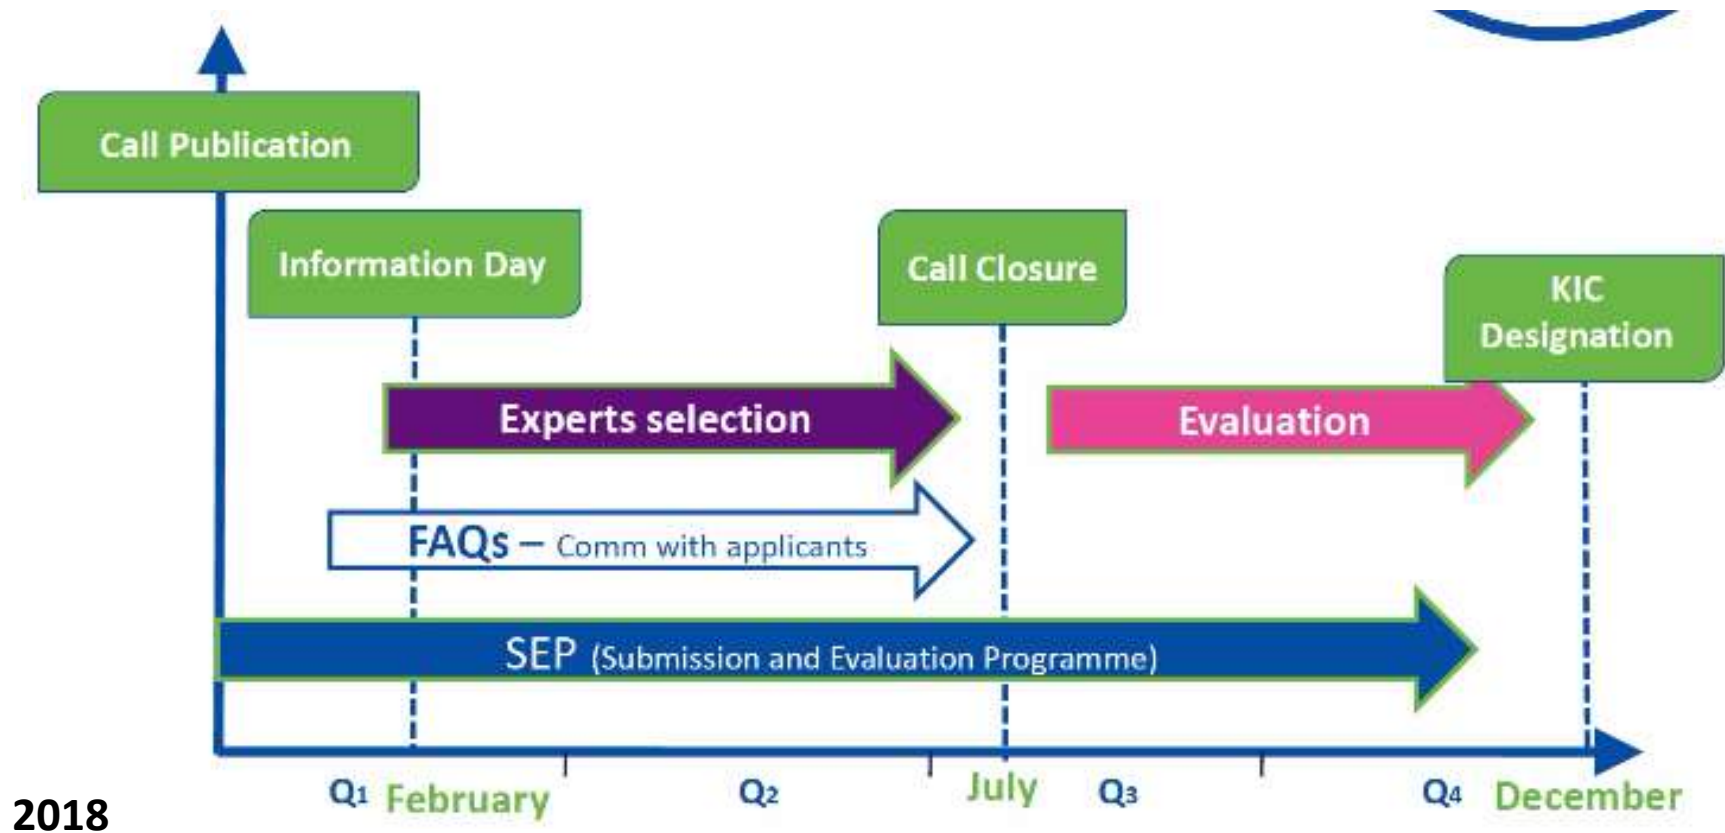 Call Publication
Information Day
Call Closure
KIC
Designation
Experts selection
Evaluation
FAQs – Comm with applicants
SEP (Submission and Evaluation Programme)
Q1 February Q2 July Q3 Q4 December
2018